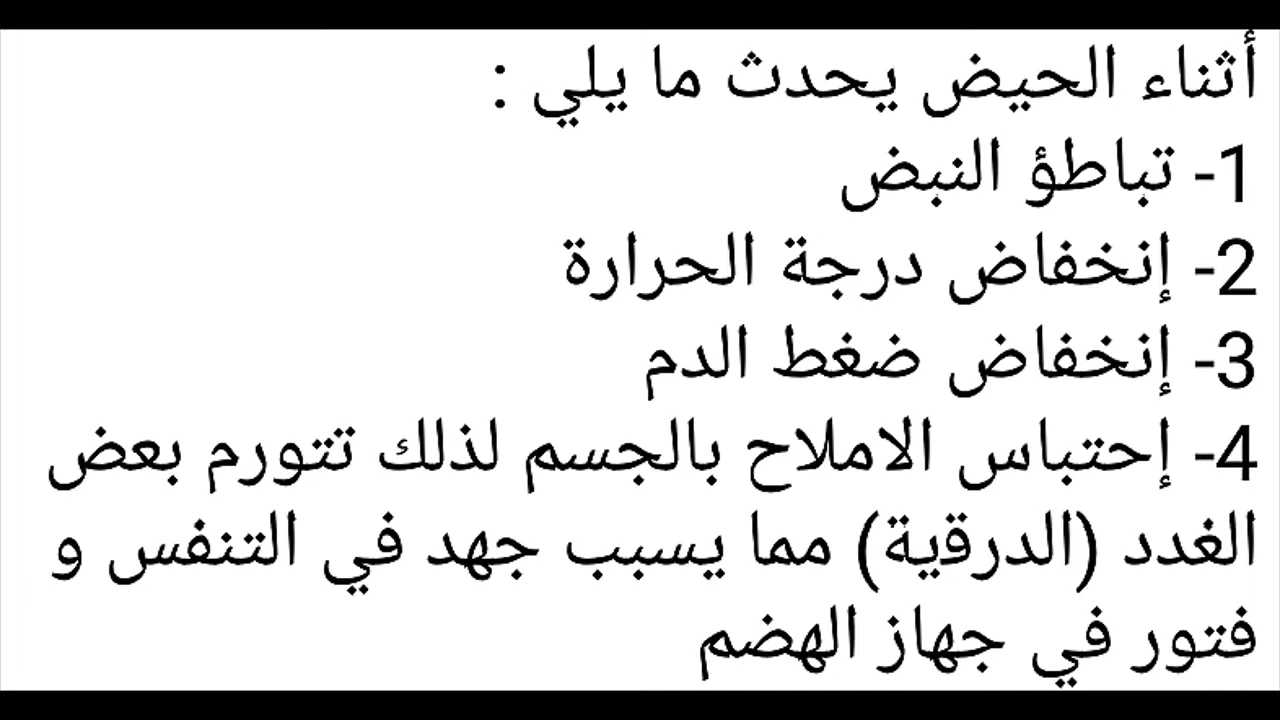 أثناء الحيض يحدث ما يلي :
1- تباطؤ النبض
2- إنخفاض درجة الحرارة
3- إنخفاض ضغط الدم
4- إحتباس الاملاح بالجسم لذلك تتورم بعض
الغدد (الدرقية) مما يسبب جهد في التنفس و
فتور في جهاز الهضم